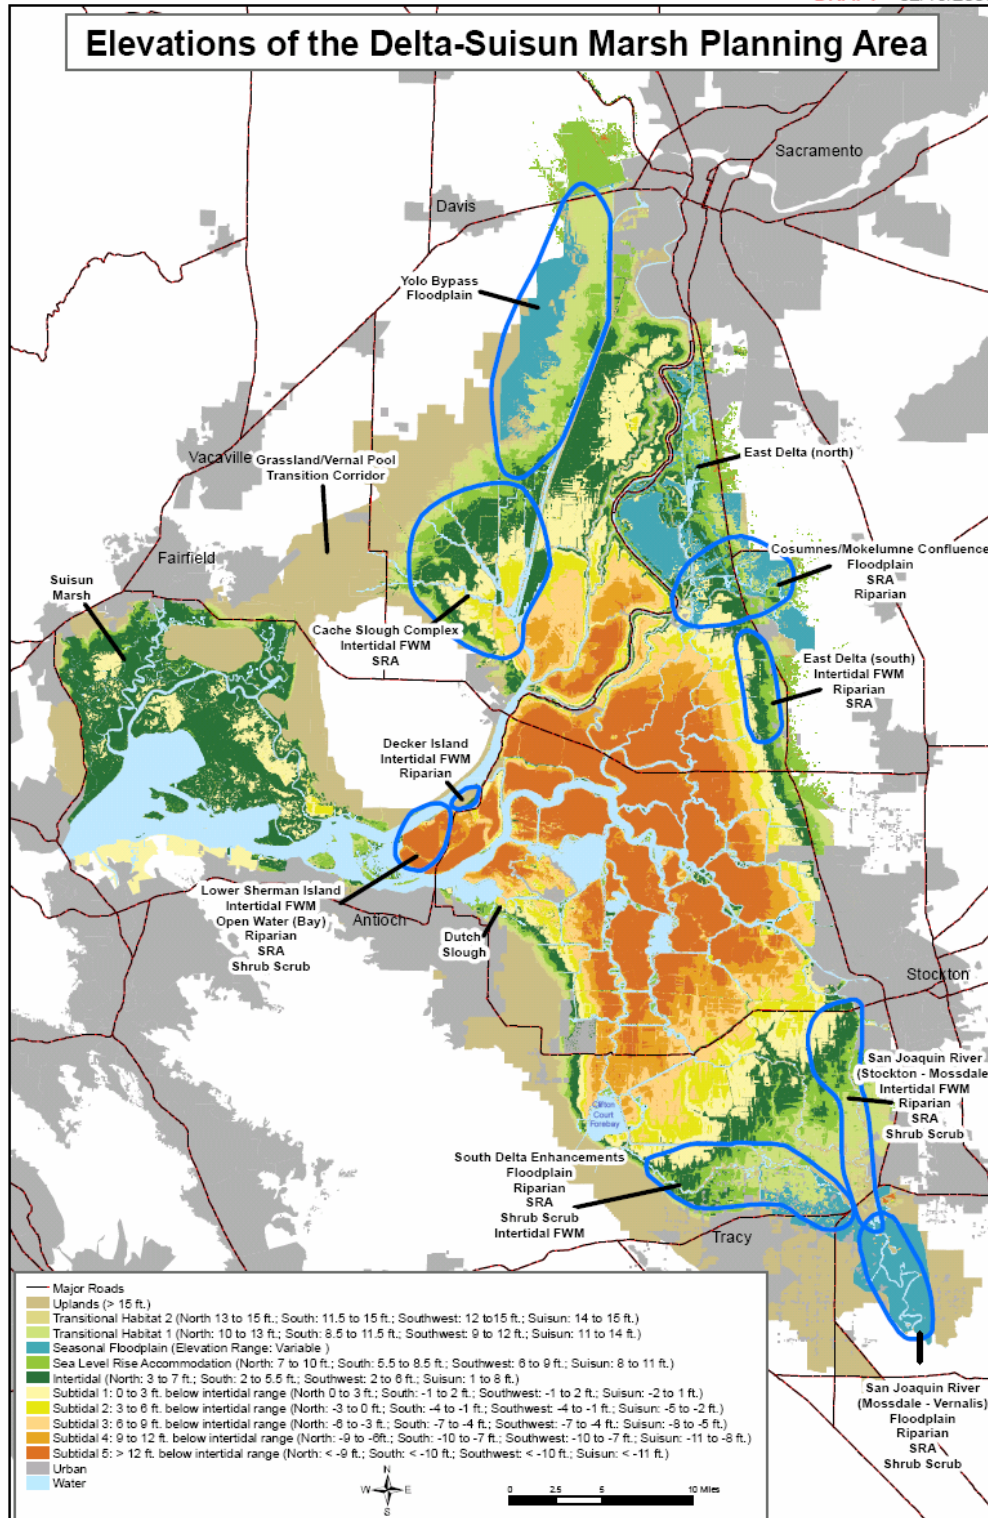 Elevations of the Delta-Suisun Marsh Planning Area
Sacramento
Davis
Yolo Bypass
Floodplain
East Delta (north)
Vacaville
Grassland/Vernal Pool
Transition Corridor
Fairfield
Suisun
Marsh
Cosumnes/Mokelumne Confluence
Floodplain
SRA
Riparian
Cache Slough Complex
Intertidal FWM
SRA
East Delta (south)
Intertidal FWM
Riparian
SRA
Decker Island
Intertidal FWM
Riparian
Lower Sherman Island
Intertidal FWM
Open Water (Bay)
Riparian
SRA
Shrub Scrub
Antioch
Dutch
Slough
Stockton
San Joaquin River
(Stockton - Mossdale
Intertidal FWM
Riparian
SRA
Shrub Scrub
Clifton
Court
Forebay
South Delta Enhancements
Floodplain
Riparian
SRA
Shrub Scrub
Intertidal FWM
Tracy
San Joaquin River
(Mossdale - Vernalis)
Floodplain
Riparian
SRA
Shrub Scrub
Major Roads
Uplands (> 15 ft.)
Transitional Habitat 2 (North 13 to 15 ft.; South: 11.5 to 15 ft.; Southwest: 12 to15 ft.; Suisun: 14 to 15 ft.)
Transitional Habitat 1 (North: 10 to 13 ft.; South: 8.5 to 11.5 ft.; Southwest: 9 to 12 ft.; Suisun: 11 to 14 ft.)
Seasonal Floodplain (Elevation Range: Variable )
Sea Level Rise Accommodation (North: 7 to 10 ft.; South: 5.5 to 8.5 ft.; Southwest: 6 to 9 ft.; Suisun: 8 to 11 ft.)
Intertidal (North: 3 to 7 ft.; South: 2 to 5.5 ft.; Southwest: 2 to 6 ft.; Suisun: 1 to 8 ft.)
Subtidal 1: 0 to 3 ft. below intertidal range (North 0 to 3 ft.; South: -1 to 2 ft.; Southwest: -1 to 2 ft.; Suisun: -2 to 1 ft.)
Subtidal 2: 3 to 6 ft. below intertidal range (North: -3 to 0 ft.; South: -4 to -1 ft.; Southwest: -4 to -1 ft.; Suisun: -5 to -2 ft.)
Subtidal 3: 6 to 9 ft. below intertidal range (North: -6 to -3 ft.; South: -7 to -4 ft.; Southwest: -7 to -4 ft.; Suisun: -8 to -5 ft.)
Subtidal 4: 9 to 12 ft. below intertidal range (North: -9 to -6ft.; South: -10 to -7 ft.; Southwest: -10 to -7 ft.; Suisun: -11 to -8 ft.)
Subtidal 5: > 12 ft. below intertidal range (North: < -9 ft.; South: < -10 ft.; Southwest: < -10 ft.; Suisun: < -11 ft.)
Urban
Water
N
W E
S
0 2.5 5 10 Miles